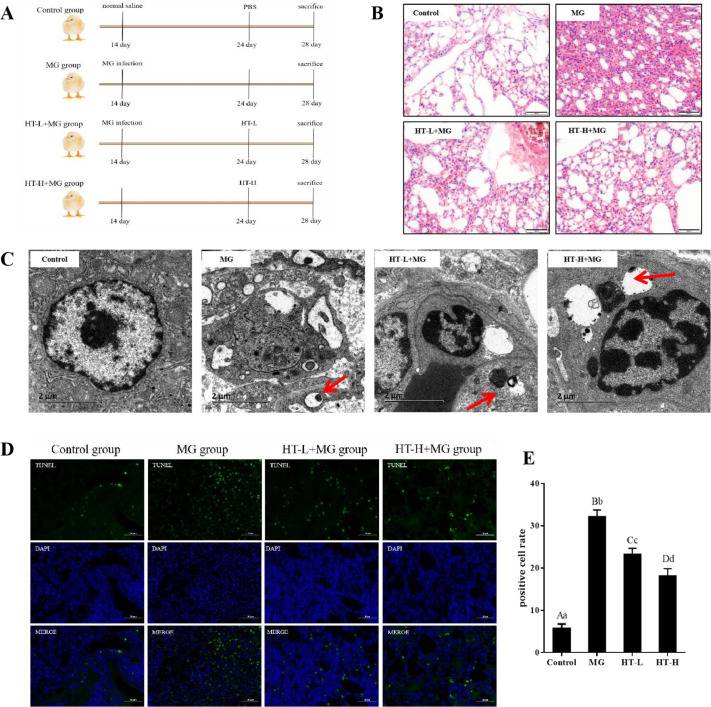 A
Control group
normal saline
PBS
sacrifice
14 day
24 day
28 day
MG group
MG infection
sacrifice
14 day
24 day
28 day
HT-L+MG group
MG infection
HT-L
sacrifice
14 day
24 day
28 day
HT-H+MG group
HT-H
sacrifice
14 day
24 day
28 day
B
Control
MG
HT-L+MG
HT-H+MG
C
Control
MG
HT-L+MG
HT-H+MG
2 μm
2 μm
2 μm
2 μm
D
Control group
MG group
HT-L+MG group
HT-H+MG group
TUNEL
TUNEL
TUNEL
TUNEL
DAPI
DAPI
DAPI
DAPI
MERGE
MERGE
MERGE
MERGE
E
positive cell rate
40
30
20
10
0
Aa
Bb
Cc
Dd
Control
MG
HT-L
HT-H